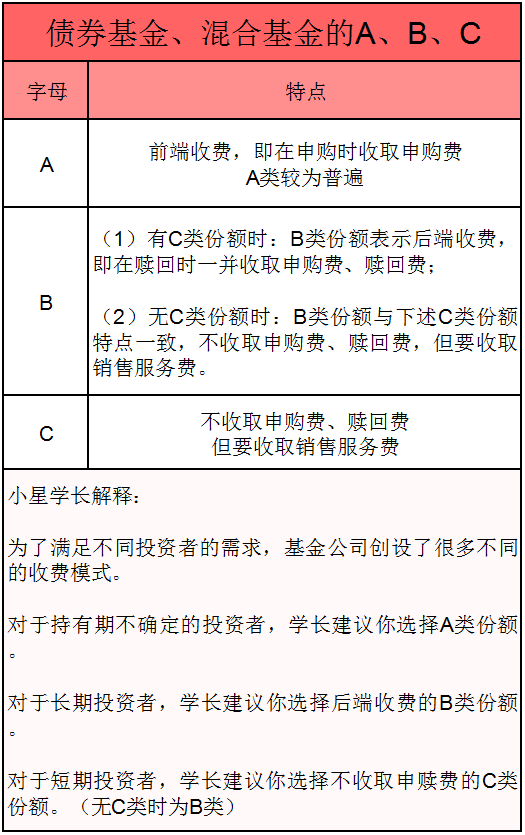 债券基金、混合基金的A、B、C
字母
特点
A
前端收费，即在申购时收取申购费
A类较为普遍
B
（1）有C类份额时：B类份额表示后端收费，
即在赎回时一并收取申购费、赎回费；
（2）无C类份额时：B类份额与下述C类份额
特点一致，不收取申购费、赎回费，但要收取
销售服务费。
C
不收取申购费、赎回费
但要收取销售服务费
小星学长解释：
为了满足不同投资者的需求，基金公司创设了很多不同
的收费模式。
对于持有期不确定的投资者，学长建议你选择A类份额
。
对于长期投资者，学长建议你选择后端收费的B类份额
。
对于短期投资者，学长建议你选择不收取申赎费的C类
份额。（无C类时为B类）